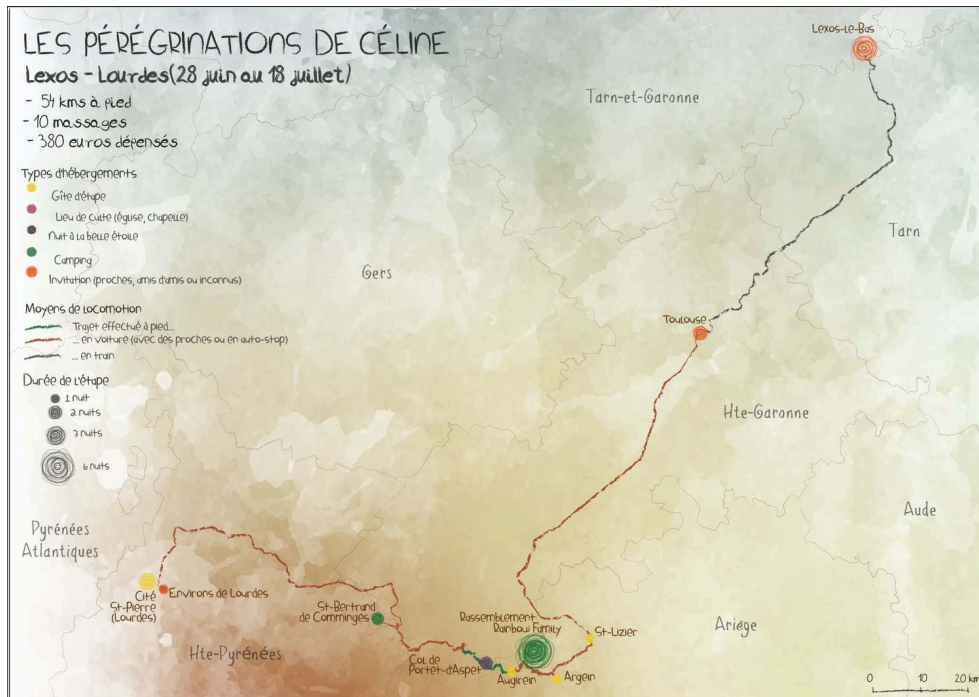 LES PÉRÉGRINATIONS DE CÉLINE
Lexos - Lourdes(28 juin au 18 juillet)
- 54 kms à pied
- 10 massages
- 380 euros dépensés
Types d'hébergements
Gîte d'étape
Lieu de culte (église, chapelle)
Nuit à la belle étoile
Camping
Invitation (proches, amis d'amis ou inconnus)
Moyens de locomotion
Trajet effectué à pied...
... en voiture (avec des proches ou en auto-stop)
... en train
Durée de l'étape
1 nuit
2 nuits
3 nuits
6 nuits
Lexos-Le-Bas
Tarn-et-Garonne
Tarn
Gers
Toulouse
Hte-Garonne
Aude
Pyrénées
Atlantiques
Cité
St-Pierre
(Lourdes)
Environs de Lourdes
St-Bertrand
de Comminges
Rassemblement
Rainbow Family
St-Lizier
Ariège
Hte-Pyrénées
Col de
Portet-d'Aspet
Augirein
Argein
0 10 20 km